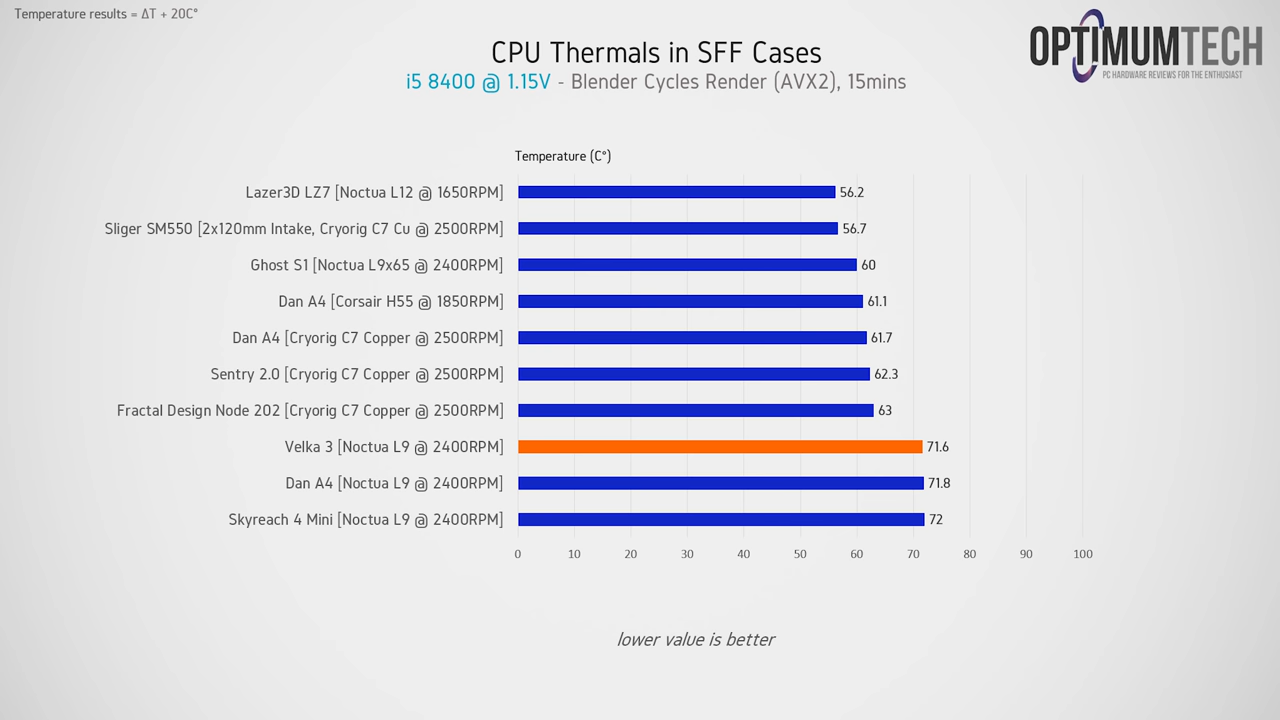 Temperature results = ΔT + 20C°
OPTIMUMTECH
PC HARDWARE REVIEWS FOR THE ENTHUSIAST
CPU Thermals in SFF Cases
i5 8400 @ 1.15V - Blender Cycles Render (AVX2), 15mins
Temperature (C°)
Lazer3D LZ7 [Noctua L12 @ 1650RPM] 56.2
Sliger SM550 [2x120mm Intake, Cryorig C7 Cu @ 2500RPM] 56.7
Ghost S1 [Noctua L9x65 @ 2400RPM] 60
Dan A4 [Corsair H55 @ 1850RPM] 61.1
Dan A4 [Cryorig C7 Copper @ 2500RPM] 61.7
Sentry 2.0 [Cryorig C7 Copper @ 2500RPM] 62.3
Fractal Design Node 202 [Cryorig C7 Copper @ 2500RPM] 63
Velka 3 [Noctua L9 @ 2400RPM] 71.6
Dan A4 [Noctua L9 @ 2400RPM] 71.8
Skyreach 4 Mini [Noctua L9 @ 2400RPM] 72
0 10 20 30 40 50 60 70 80 90 100
lower value is better